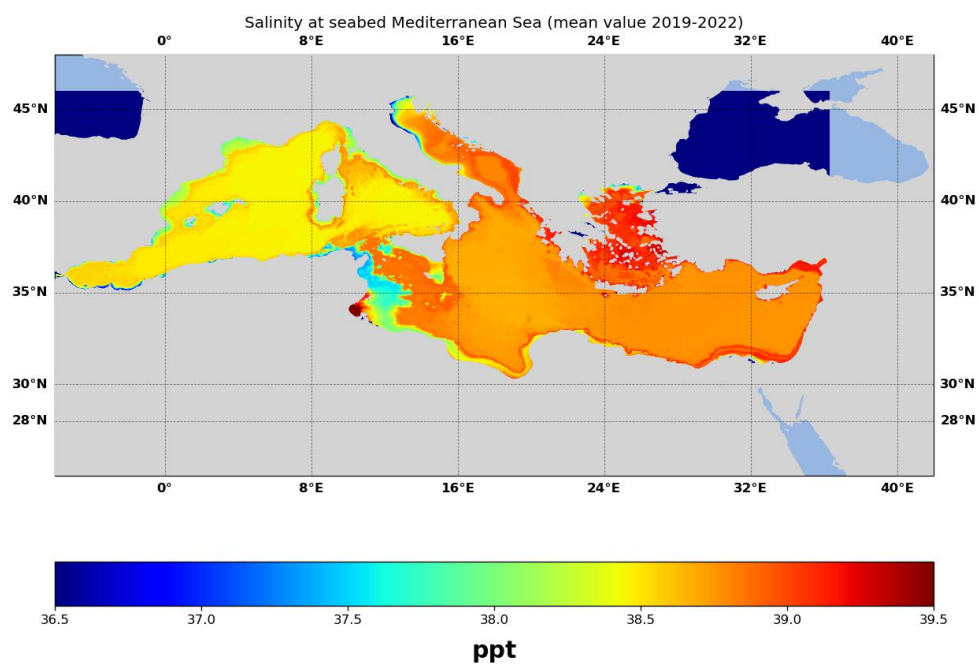 Salinity at seabed Mediterranean Sea (mean value 2019-2022)
0° 8°E 16°E 24°E 32°E 40°E
45°N 45°N
40°N 40°N
35°N 35°N
30°N 30°N
28°N 28°N
0° 8°E 16°E 24°E 32°E 40°E
36.5 37.0 37.5 38.0 38.5 39.0 39.5
ppt